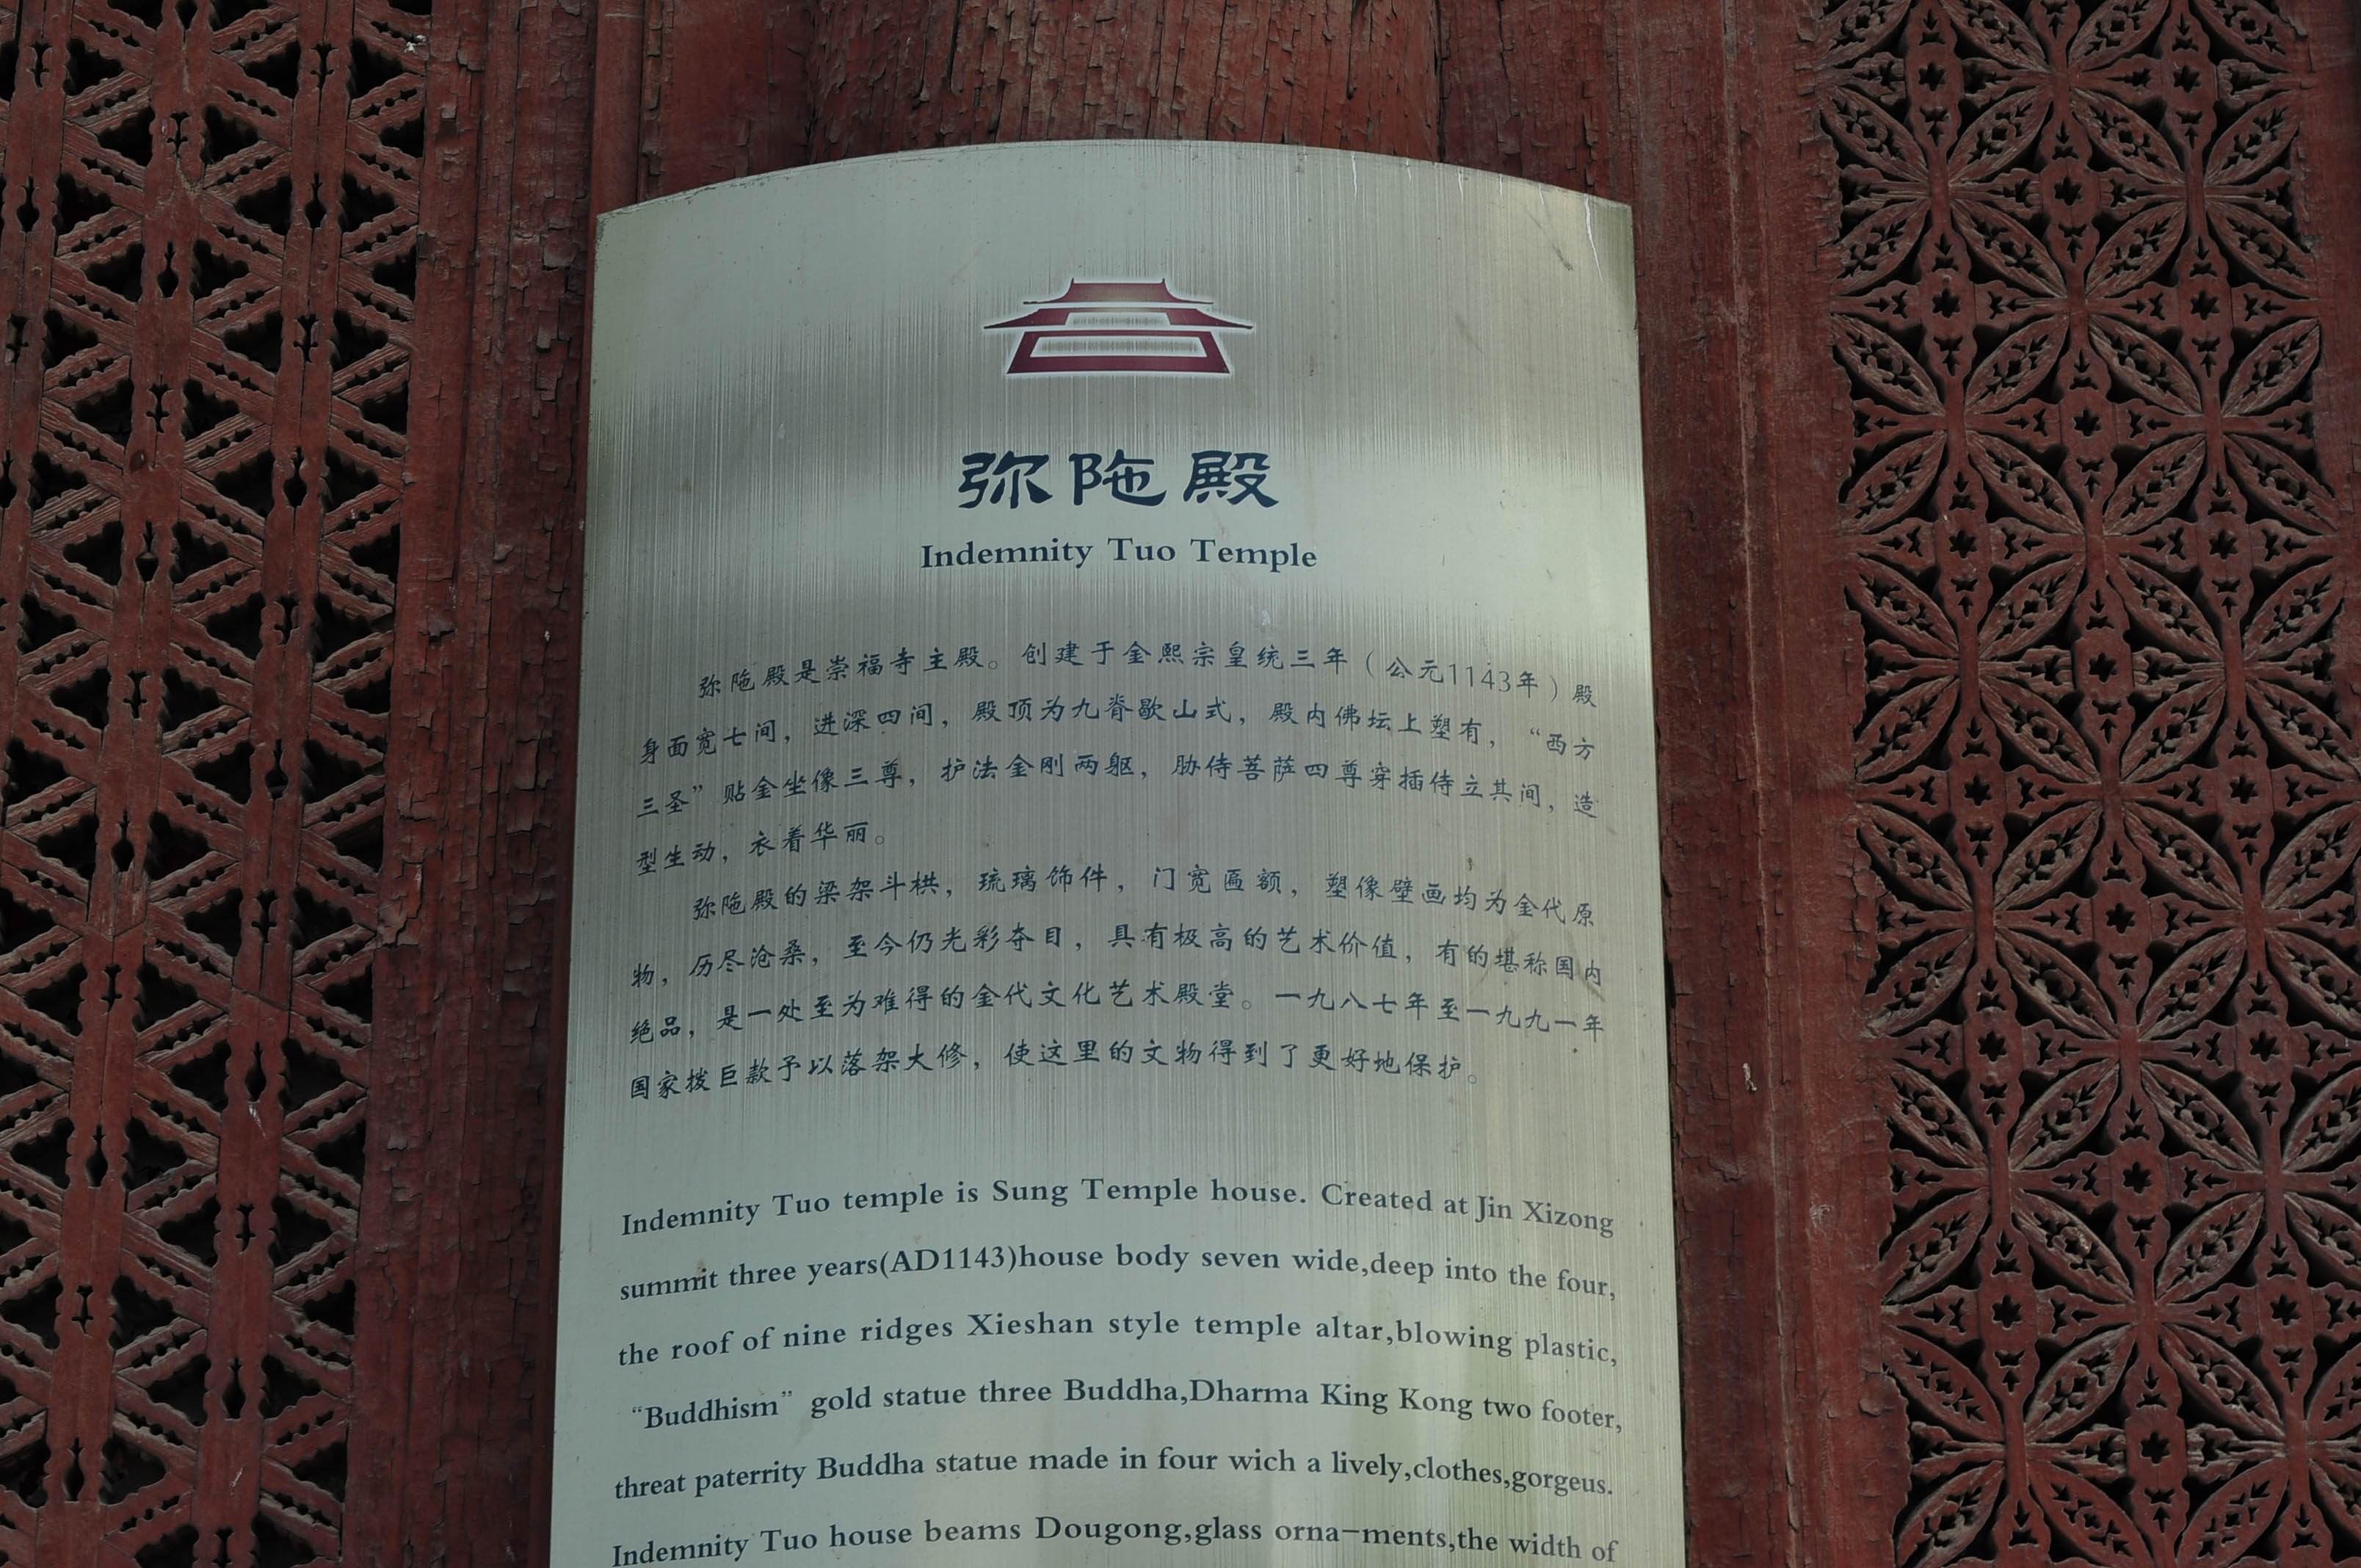 弥陁殿
Indemnity Tuo Temple
弥陁殿是崇福寺主殿。创建于金熙宗皇统三年（公元1143年）殿
身面宽七间，进深四间，殿顶为九脊歇山式，殿内佛坛上塑有，“西方
三圣”贴金坐像三尊，护法金刚两躯，胁侍菩萨四尊穿插侍立其间，造
型生动，衣着华丽。
弥陁殿的梁架斗栱，琉璃饰件，门宽匾额，塑像壁画均为金代原
物，历尽沧桑，至今仍光彩夺目，具有极高的艺术价值，有的堪称国内
绝品，是一处至为难得的金代文化艺术殿堂。一九八七年至一九九一年
国家拨巨款予以落架大修，使这里的文物得到了更好地保护。
Indemnity Tuo temple is Sung Temple house. Created at Jin Xizong
summit three years(AD1143)house body seven wide,deep into the four,
the roof of nine ridges Xieshan style temple altar,blowing plastic,
“Buddhism” gold statue three Buddha,Dharma King Kong two footer,
threat paterrity Buddha statue made in four wich a lively,clothes,gorgeus.
Indemnity Tuo house beams Dougong,glass orna-ments,the width of